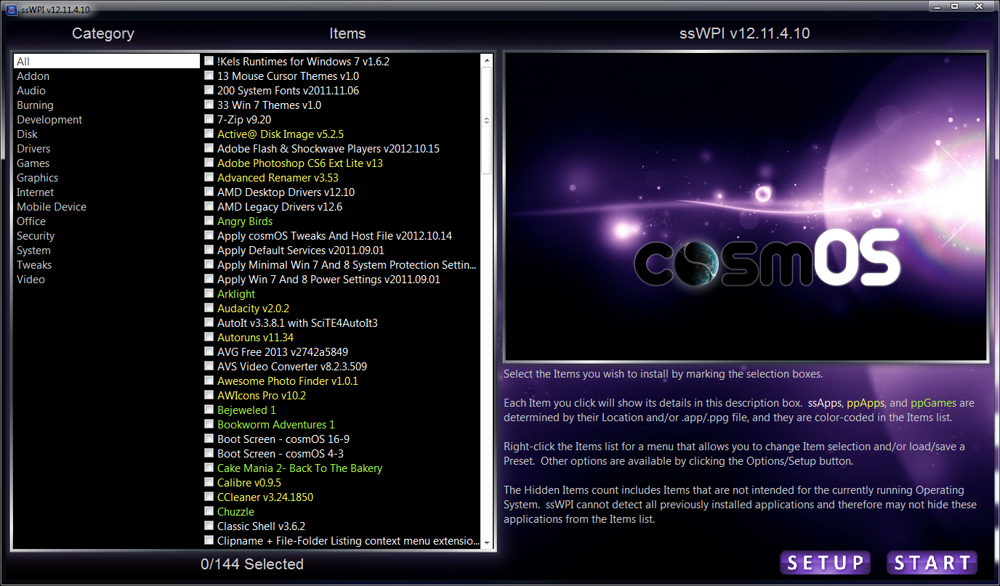 ssWPI v12.11.4.10
Category
Items
ssWPI v12.11.4.10
All
Addon
Audio
Burning
Development
Disk
Drivers
Games
Graphics
Internet
Mobile Device
Office
Security
System
Tweaks
Video
!Kels Runtimes for Windows 7 v1.6.2
13 Mouse Cursor Themes v1.0
200 System Fonts v2011.11.06
33 Win 7 Themes v1.0
7-Zip v9.20
Active@ Disk Image v5.2.5
Adobe Flash & Shockwave Players v2012.10.15
Adobe Photoshop CS6 Ext Lite v13
Advanced Renamer v3.53
AMD Desktop Drivers v12.10
AMD Legacy Drivers v12.6
Angry Birds
Apply cosmOS Tweaks And Host File v2012.10.14
Apply Default Services v2011.09.01
Apply Minimal Win 7 And 8 System Protection Settin...
Apply Win 7 And 8 Power Settings v2011.09.01
Arklight
Audacity v2.0.2
AutoIt v3.3.8.1 with SciTE4AutoIt3
Autoruns v11.34
AVG Free 2013 v2742a5849
AVS Video Converter v8.2.3.509
Awesome Photo Finder v1.0.1
AWIcons Pro v10.2
Bejeweled 1
Bookworm Adventures 1
Boot Screen - cosmOS 16-9
Boot Screen - cosmOS 4-3
Cake Mania 2- Back To The Bakery
Calibre v0.9.5
CCleaner v3.24.1850
Chuzzle
Classic Shell v3.6.2
Clipname + File-Folder Listing context menu extensio...
0/144 Selected
cosmOS
Select the Items you wish to install by marking the selection boxes.
Each Item you click will show its details in this description box. ssApps, ppApps, and ppGames are
determined by their Location and/or .app/.ppg file, and they are color-coded in the Items list.
Right-click the Items list for a menu that allows you to change Item selection and/or load/save a
Preset. Other options are available by clicking the Options/Setup button.
The Hidden Items count includes Items that are not intended for the currently running Operating
System. ssWPI cannot detect all previously installed applications and therefore may not hide these
applications from the Items list.
SETUP
START